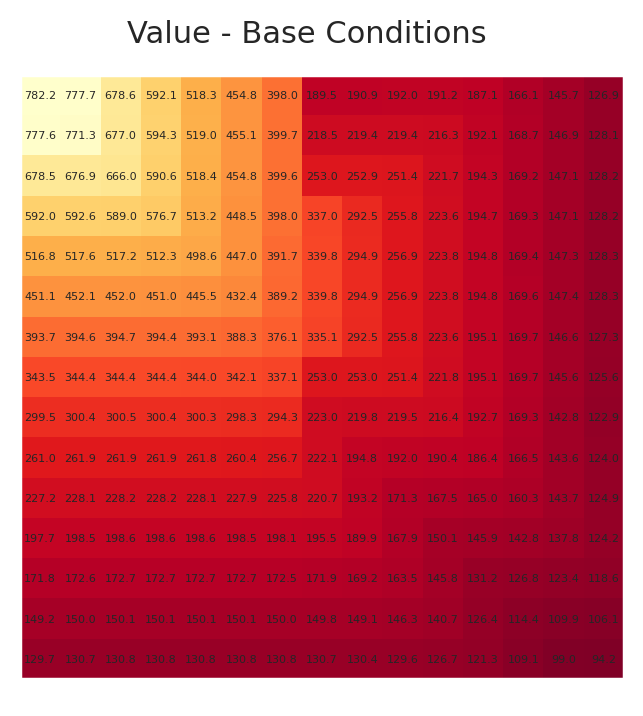 Value - Base Conditions
782.2 777.7 678.6 592.1 518.3 454.8 398.0 189.5 190.9 192.0 191.2 187.1 166.1 145.7 126.9
777.6 771.3 677.0 594.3 519.0 455.1 399.7 218.5 219.4 219.4 216.3 192.1 168.7 146.9 128.1
678.5 676.9 666.0 590.6 518.4 454.8 399.6 253.0 252.9 251.4 221.7 194.3 169.2 147.1 128.2
592.0 592.6 589.0 576.7 513.2 448.5 398.0 337.0 292.5 255.8 223.6 194.7 169.3 147.1 128.2
516.8 517.6 517.2 512.3 498.6 447.0 391.7 339.8 294.9 256.9 223.8 194.8 169.4 147.3 128.3
451.1 452.1 452.0 451.0 445.5 432.4 389.2 339.8 294.9 256.9 223.8 194.8 169.6 147.4 128.3
393.7 394.6 394.7 394.4 393.1 388.3 376.1 335.1 292.5 255.8 223.6 195.1 169.7 146.6 127.3
343.5 344.4 344.4 344.4 344.0 342.1 337.1 253.0 253.0 251.4 221.8 195.1 169.7 145.6
299.5 300.4 300.5 300.4 300.3 298.3 294.3 223.0 219.8 219.5 216.4 192.7 169.3 142.8
261.0 261.9 261.9 261.9 261.8 260.4 256.7 222.1 194.8 192.0 190.4 186.4 166.5 143.6 124.0
227.2 228.1 228.2 228.2 228.1 227.9 225.8 220.7 193.2 171.3 167.5 165.0 160.3 143.7
197.7 198.5 198.6 198.6 198.6 198.5 198.1 195.5 189.9 167.9 150.1 145.9 142.8 137.8 124.2
171.8 172.6 172.7 172.7 172.7 172.7 172.5 171.9 169.2 163.5 145.8 131.2 126.8 123.4
149.2 150.0 150.1 150.1 150.1 150.1 150.0 149.8 149.1 146.3 140.7 125.4
129.7 130.7 130.8 130.8 130.8 130.8 130.8 130.7 130.4 129.6 126.7 121.3